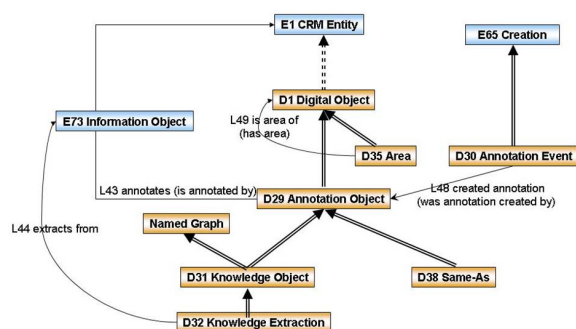 E1 CRM Entity
E65 Creation
D1 Digital Object
L49 is area of
(has area)
E73 Information Object
D35 Area
D30 Annotation Event
L43 annotates (is annotated by)
D29 Annotation Object
L48 created annotation
(was annotation created by)
Named Graph
L44 extracts from
D31 Knowledge Object
D38 Same-As
D32 Knowledge Extraction